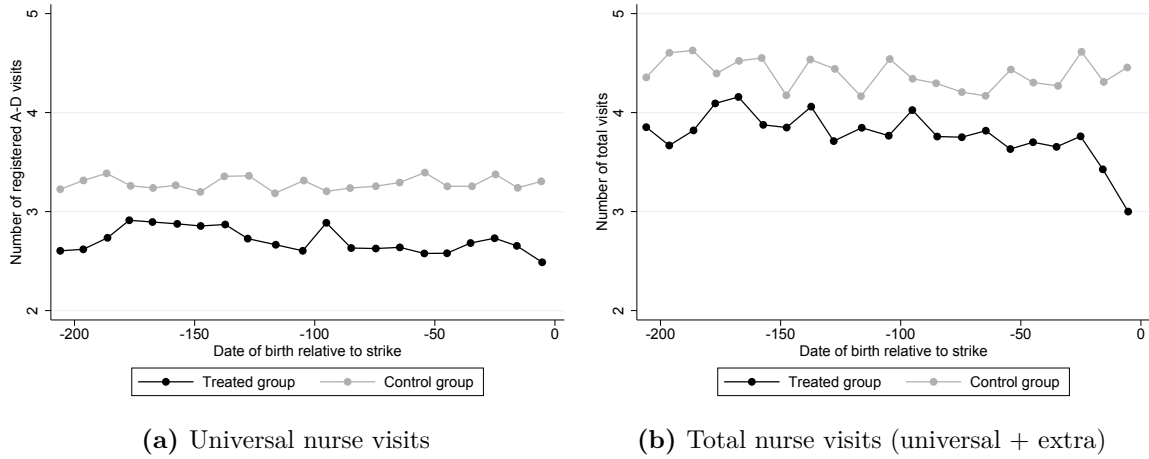 Number of registered A-D visits
5
4
3
2
-200 -150 -100 -50 0
Date of birth relative to strike
Treated group Control group
(a) Universal nurse visits
Number of total visits
5
4
3
2
-200 -150 -100 -50 0
Date of birth relative to strike
Treated group Control group
(b) Total nurse visits (universal + extra)